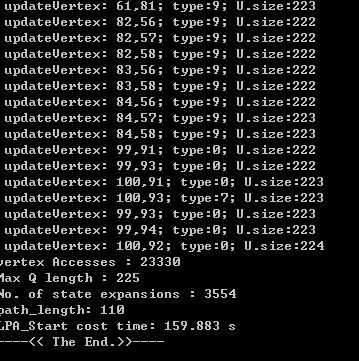 updateVertex: 61,81; type:9; U.size:223
updateVertex: 82,56; type:9; U.size:222
updateVertex: 82,57; type:9; U.size:222
updateVertex: 82,58; type:9; U.size:222
updateVertex: 83,56; type:9; U.size:222
updateVertex: 83,58; type:9; U.size:222
updateVertex: 84,56; type:9; U.size:222
updateVertex: 84,57; type:9; U.size:223
updateVertex: 84,58; type:9; U.size:223
updateVertex: 99,91; type:0; U.size:222
updateVertex: 99,93; type:0; U.size:222
updateVertex: 100,91; type:0; U.size:223
updateVertex: 100,93; type:7; U.size:223
updateVertex: 99,93; type:0; U.size:223
updateVertex: 99,94; type:0; U.size:223
updateVertex: 100,92; type:0; U.size:224
vertex Accesses : 23330
Max Q length : 225
No. of state expansions : 3554
path_length: 110
LPA_Start cost time: 159.883 s
----<< The End.>>----